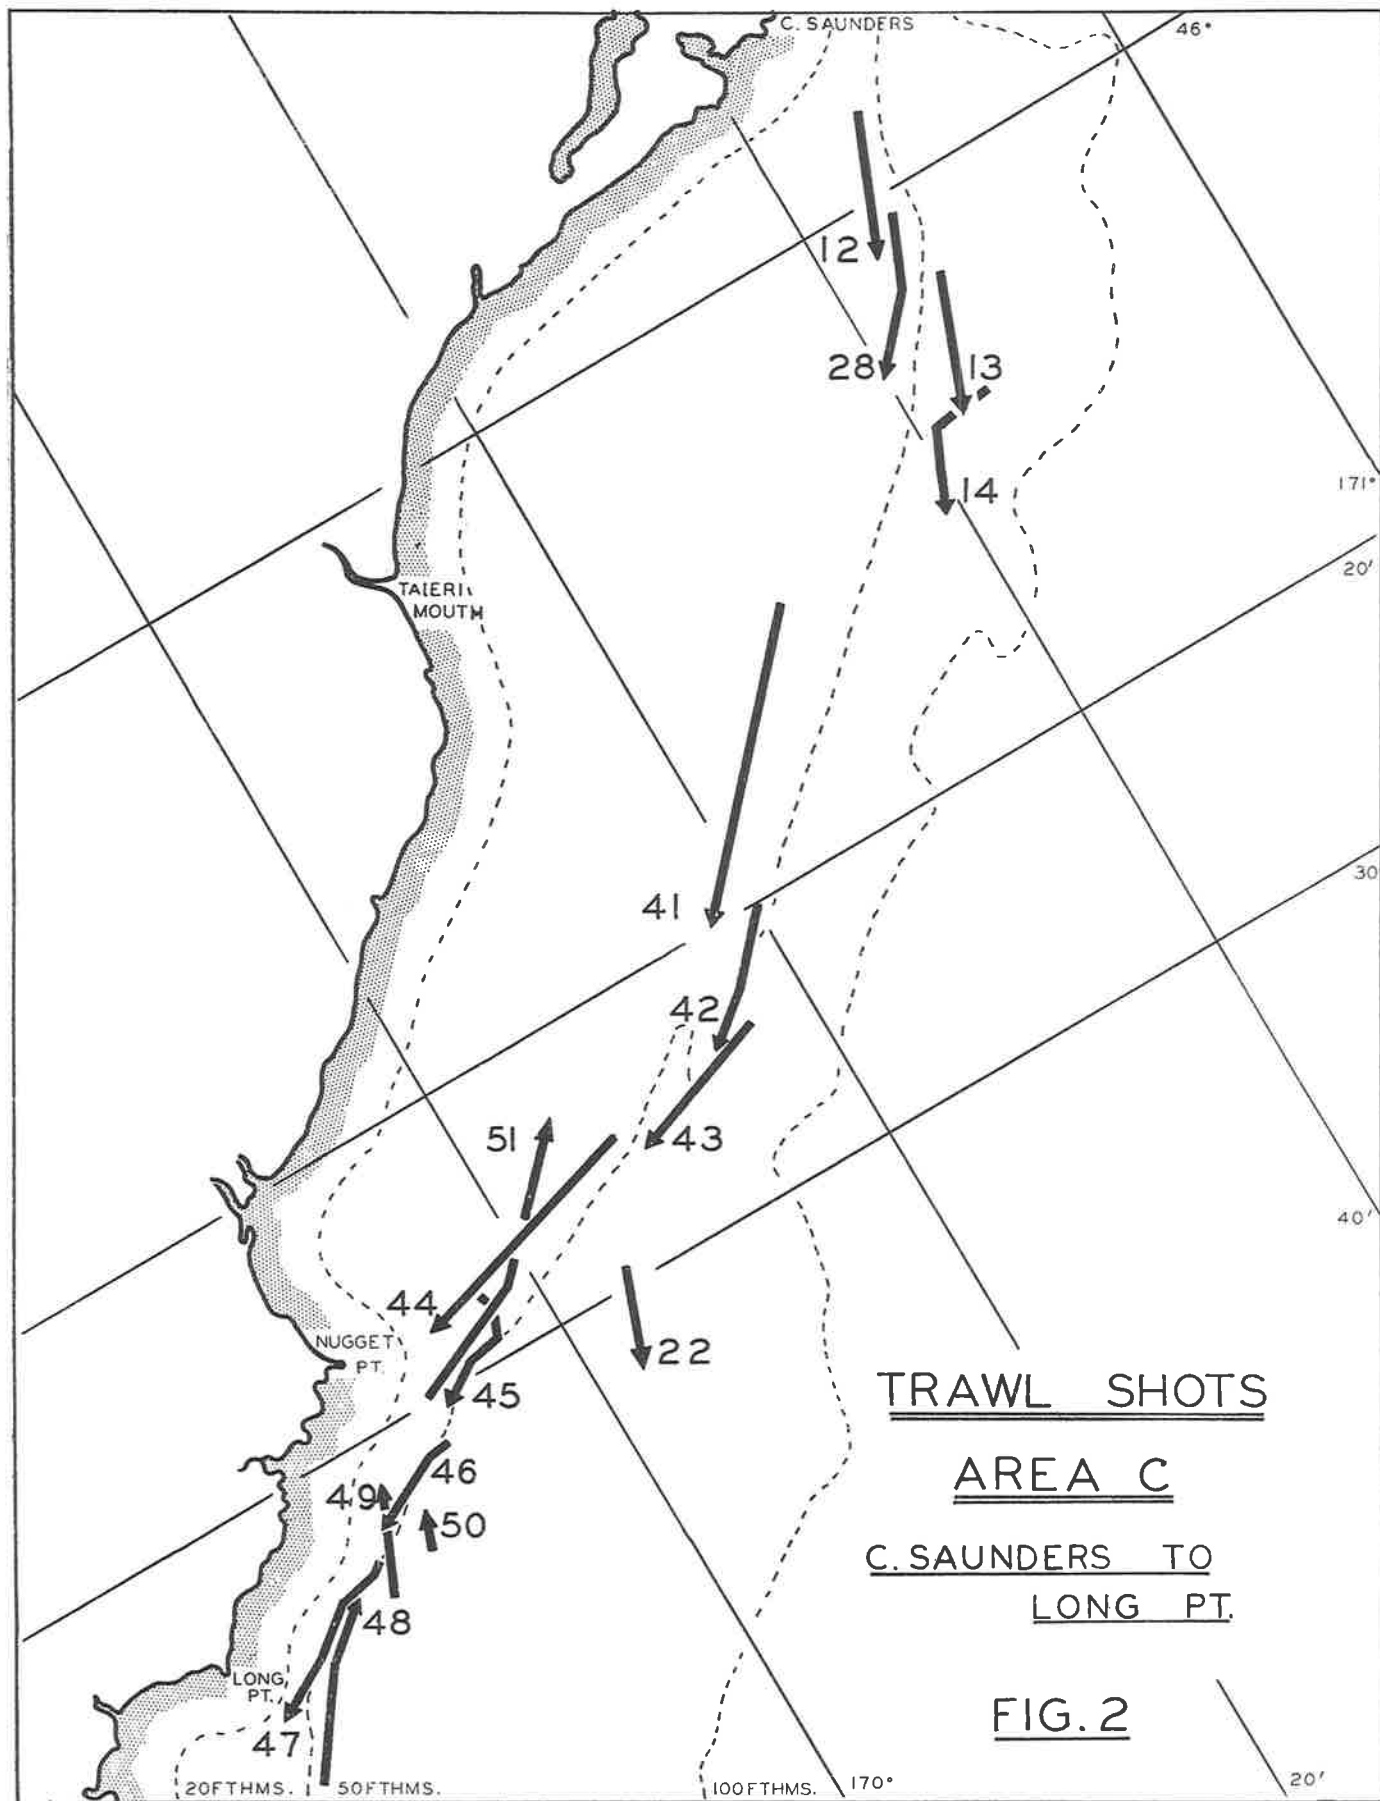 C. SAUNDERS
46°
12
28
13
171°
14
20'
TAIERI
MOUTH
30
41
42
43
51
40'
44
NUGGET
PT.
22
45
46
49
50
48
LONG
PT.
47
20FTHMS.
50FTHMS.
100FTHMS.
170°
20'
TRAWL SHOTS
AREA C
C. SAUNDERS TO
LONG PT.
FIG. 2